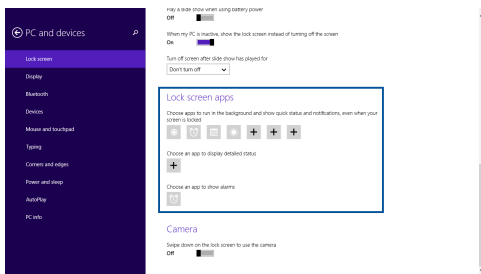 Play a slide show when using battery power
Off
PC and devices
When my PC is inactive, show the lock screen instead of turning off the screen
On
Lock screen
Display
Bluetooth
Devices
Mouse and touchpad
Typing
Corners and edges
Power and sleep
AutoPlay
PC info
Turn off screen after slide show has played for
Don't turn off
Lock screen apps
Choose apps to run in the background and show quick status and notifications, even when your
screen is locked
Choose an app to display detailed status
Choose an app to show alarms
Camera
Swipe down on the lock screen to use the camera
Off